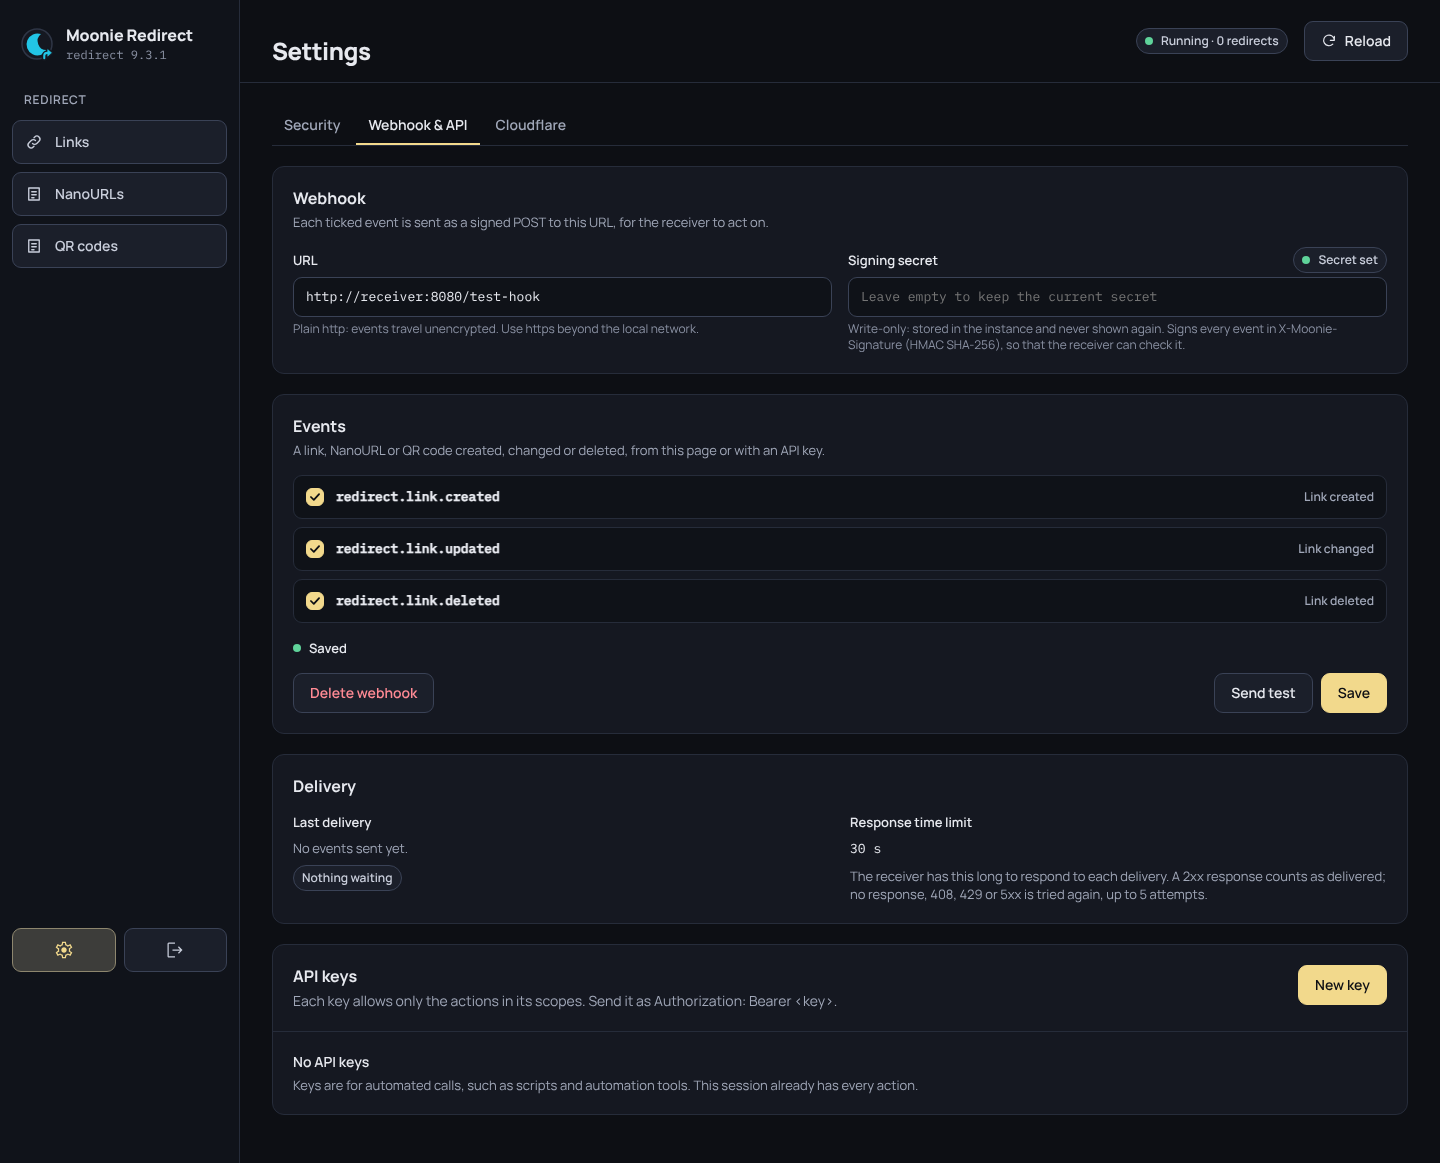 Moonie Redirect
redirect 9.3.1
REDIRECT
Links
NanoURLs
QR codes
Settings
Running · 0 redirects
Reload
Security
Webhook & API
Cloudflare
Webhook
Each ticked event is sent as a signed POST to this URL, for the receiver to act on.
URL
http://receiver:8080/test-hook
Plain http: events travel unencrypted. Use https beyond the local network.
Signing secret
Secret set
Leave empty to keep the current secret
Write-only: stored in the instance and never shown again. Signs every event in X-Moonie-
Signature (HMAC SHA-256), so that the receiver can check it.
Events
A link, NanoURL or QR code created, changed or deleted, from this page or with an API key.
redirect.link.created
Link created
redirect.link.updated
Link changed
redirect.link.deleted
Link deleted
Saved
Delete webhook
Send test
Save
Delivery
Last delivery
No events sent yet.
Nothing waiting
Response time limit
30 s
The receiver has this long to respond to each delivery. A 2xx response counts as delivered;
no response, 408, 429 or 5xx is tried again, up to 5 attempts.
API keys
Each key allows only the actions in its scopes. Send it as Authorization: Bearer <key>.
New key
No API keys
Keys are for automated calls, such as scripts and automation tools. This session already has every action.